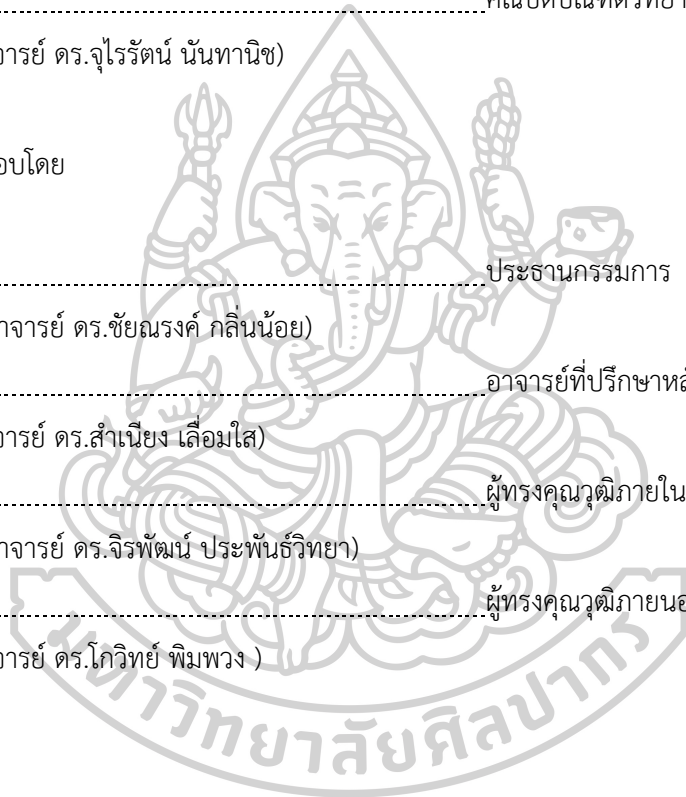 คณบดีบัณฑิตวิทยา
ารย์ ดร.จุไรรัตน์ นันทานิช)
อบโดย
ประธานกรรมการ
าจารย์ ดร.ชัยณรงค์ กลิ่นน้อย)
อาจารย์ที่ปรึกษาหลั
ารย์ ดร.สำเนียง เลื่อมใส)
ผู้ทรงคุณวุฒิภายใน
าจารย์ ดร.จิรพัฒน์ ประพันธ์วิทยา)
ผู้ทรงคุณวุฒิภายนอ
ารย์ ดร.โกวิทย์ พิมพวง )
มหาวิทยาลัยศิลปากร